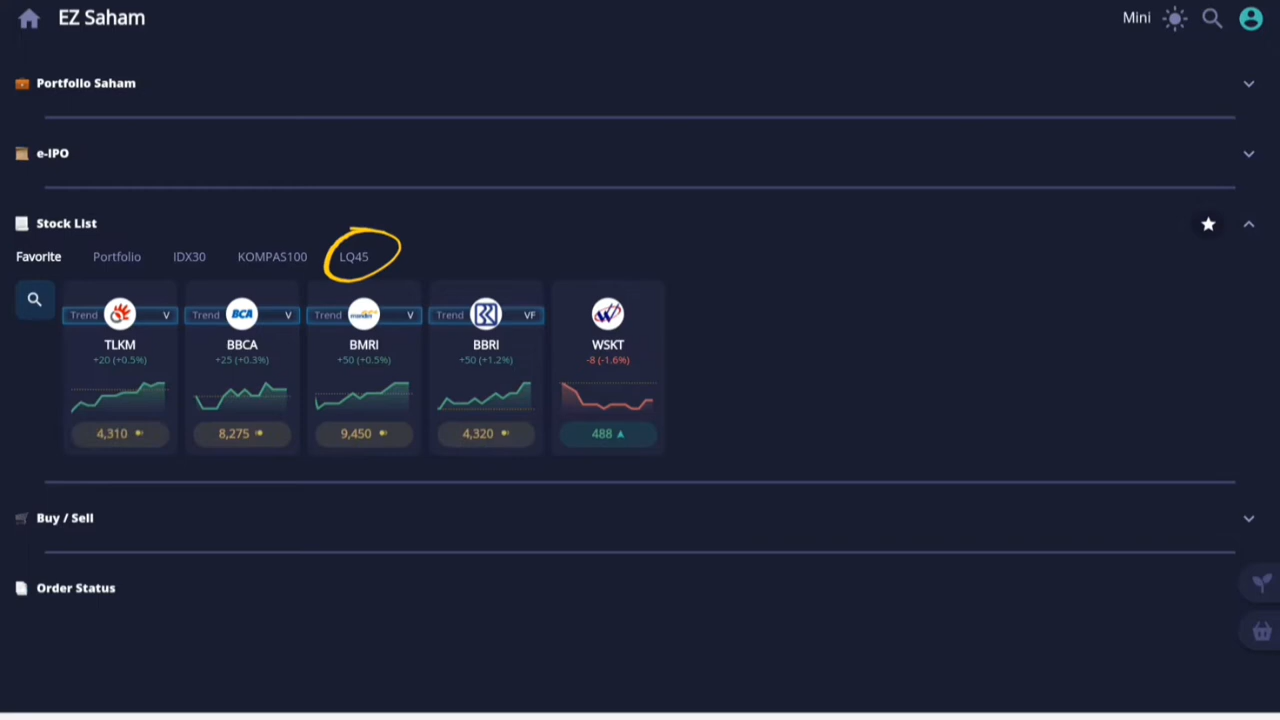 EZ Saham
Mini
Portfolio Saham
e-IPO
Stock List
Favorite Portfolio IDX30 KOMPAS100 LQ45
Trend V Trend BCA V Trend mandiri V Trend VF
TLKM BBCA BMRI BBRI WSKT
+20 (+0.5%) +25 (+0.3%) +50 (+0.5%) +50 (+1.2%) -8 (-1.6%)
4,310 8,275 9,450 4,320 488
Buy / Sell
Order Status